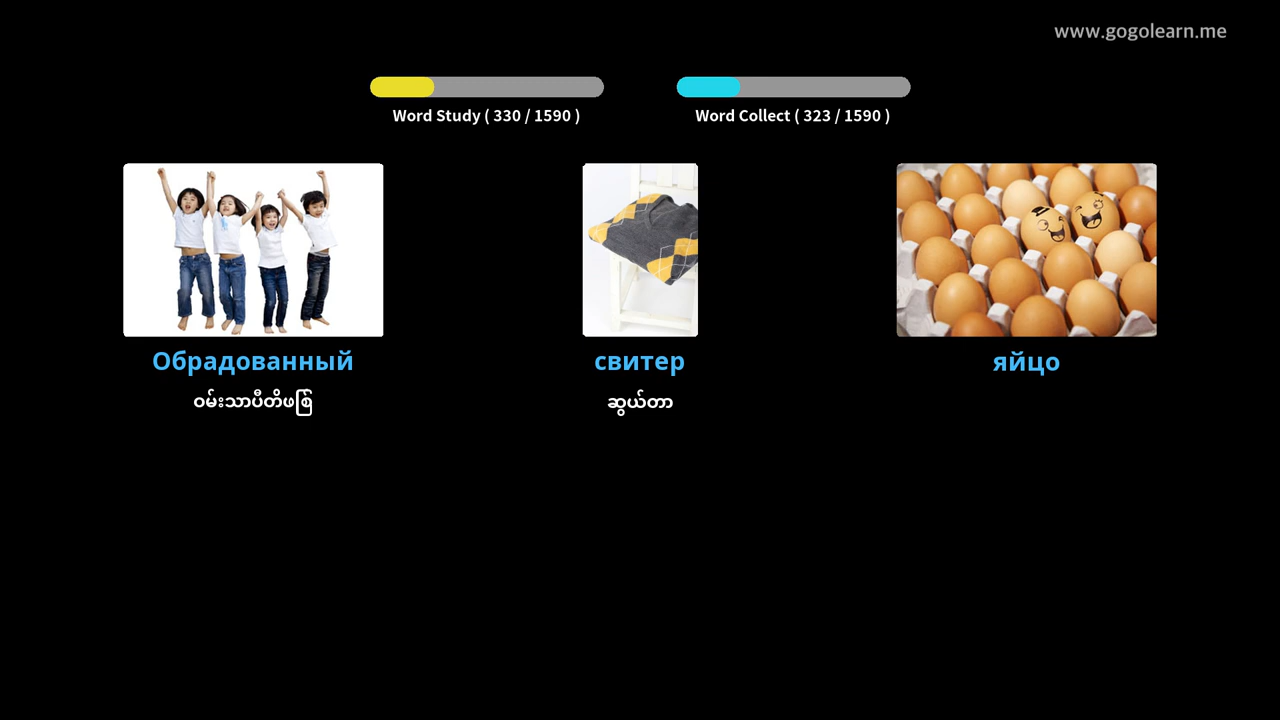 www.gogolearn.me
Word Study ( 330 / 1590 )
Word Collect ( 323 / 1590 )
Обрадованный
свитер
яйцо
ဝမ်းသာပီတိဖြစ်
ဆွယ်တာ